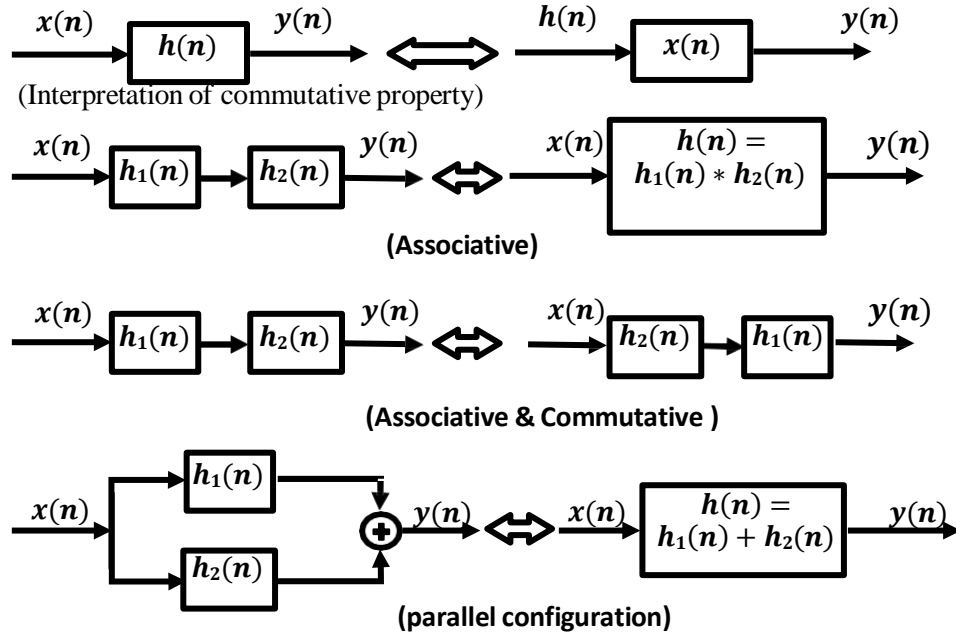 x(n) h(n) y(n) h(n) x(n) y(n)
(Interpretation of commutative property)
x(n) h₁(n) h₂(n) y(n) x(n) h(n) = y(n)
h₁(n) ∗ h₂(n)
(Associative)
x(n) h₁(n) h₂(n) y(n) x(n) h₂(n) h₁(n) y(n)
(Associative & Commutative )
h₁(n)
x(n) + y(n) x(n) h(n) = y(n)
h₁(n) + h₂(n)
h₂(n)
(parallel configuration)